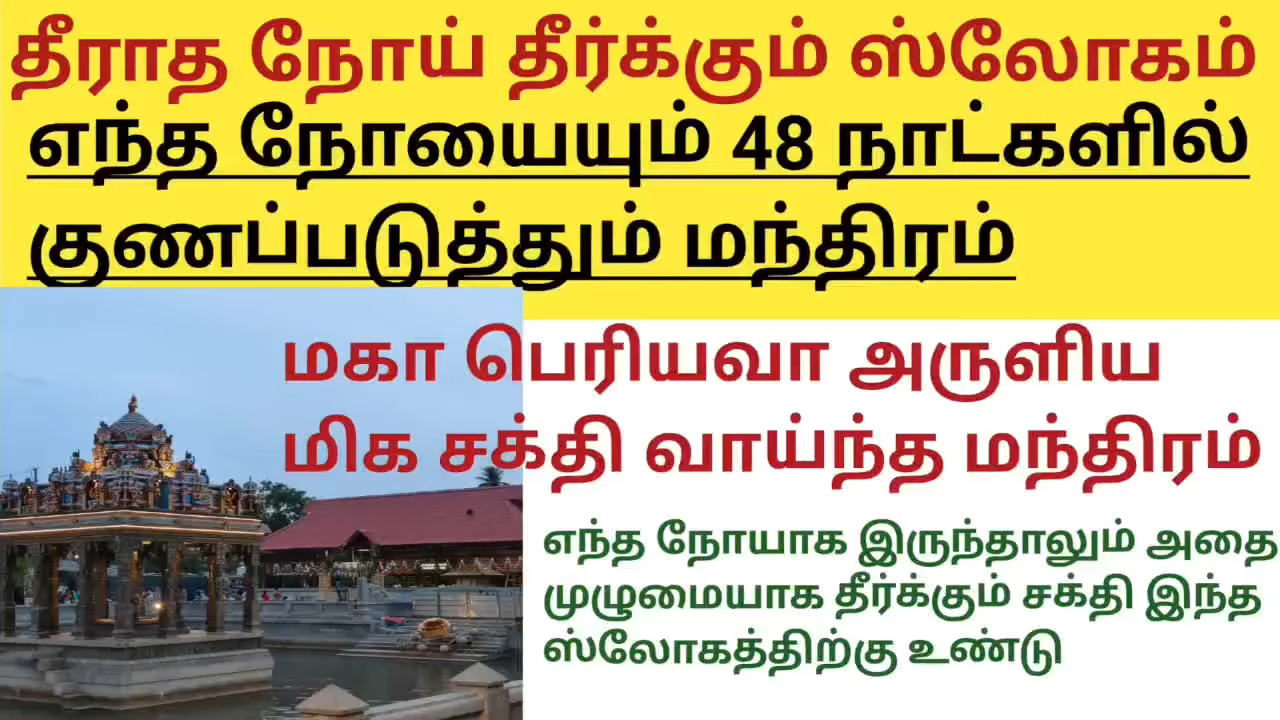 தீராத நோய் தீர்க்கும் ஸ்லோகம்
எந்த நோயையும் 48 நாட்களில்
குணப்படுத்தும் மந்திரம்
மகா பெரியவா அருளிய
மிக சக்தி வாய்ந்த மந்திரம்
எந்த நோயாக இருந்தாலும் அதை
முழுமையாக தீர்க்கும் சக்தி இந்த
ஸ்லோகத்திற்கு உண்டு